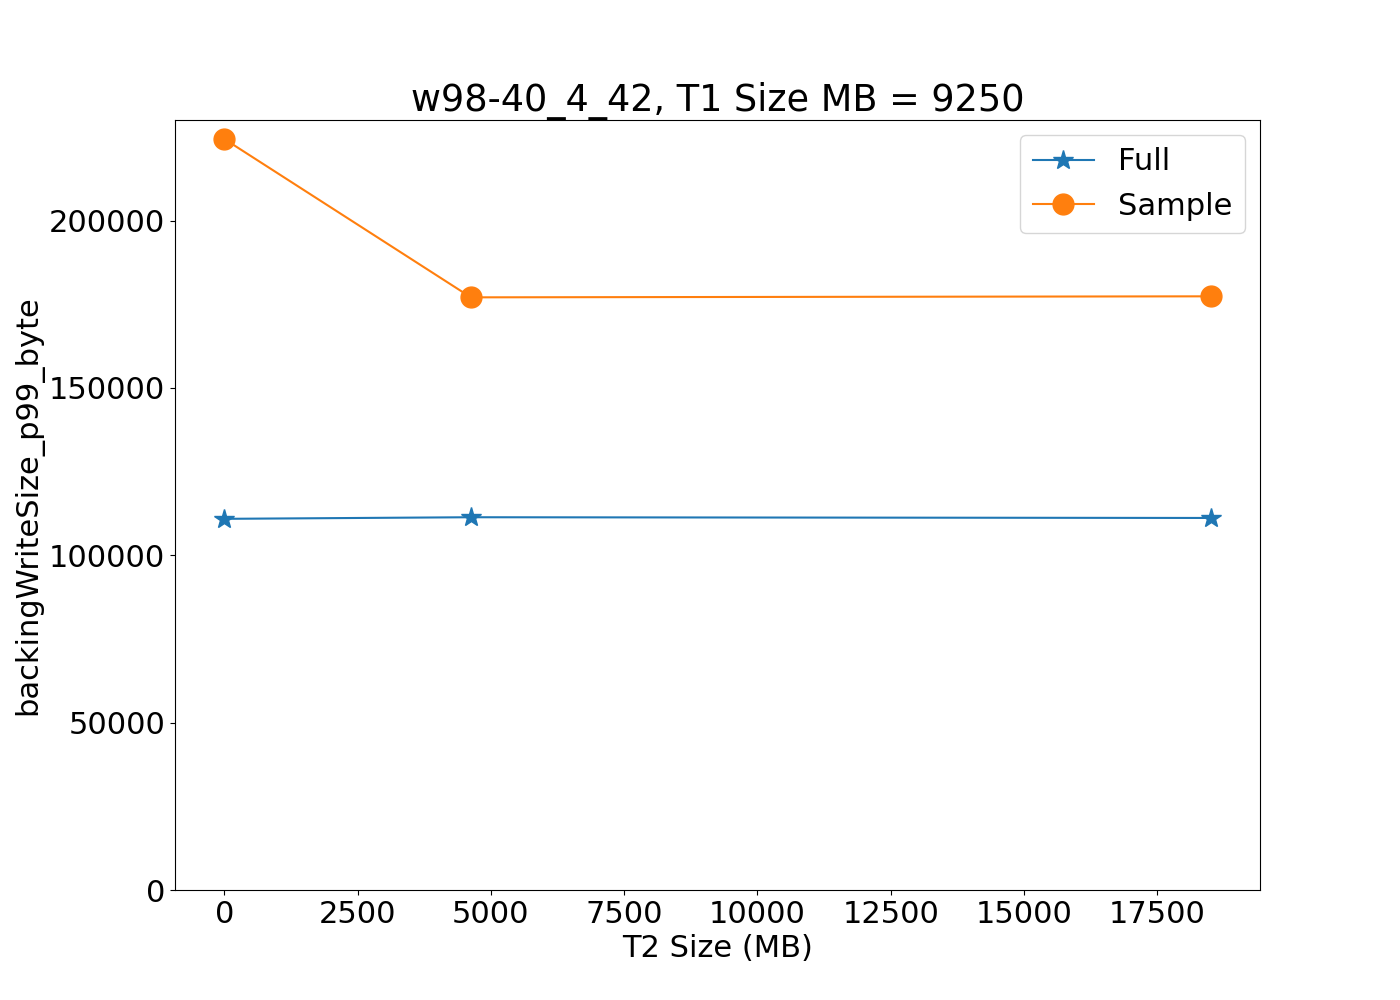 w98-40_4_42, T1 Size MB = 9250
Full
Sample
backingWriteSize_p99_byte
200000
150000
100000
50000
0
0 2500 5000 7500 10000 12500 15000 17500
T2 Size (MB)